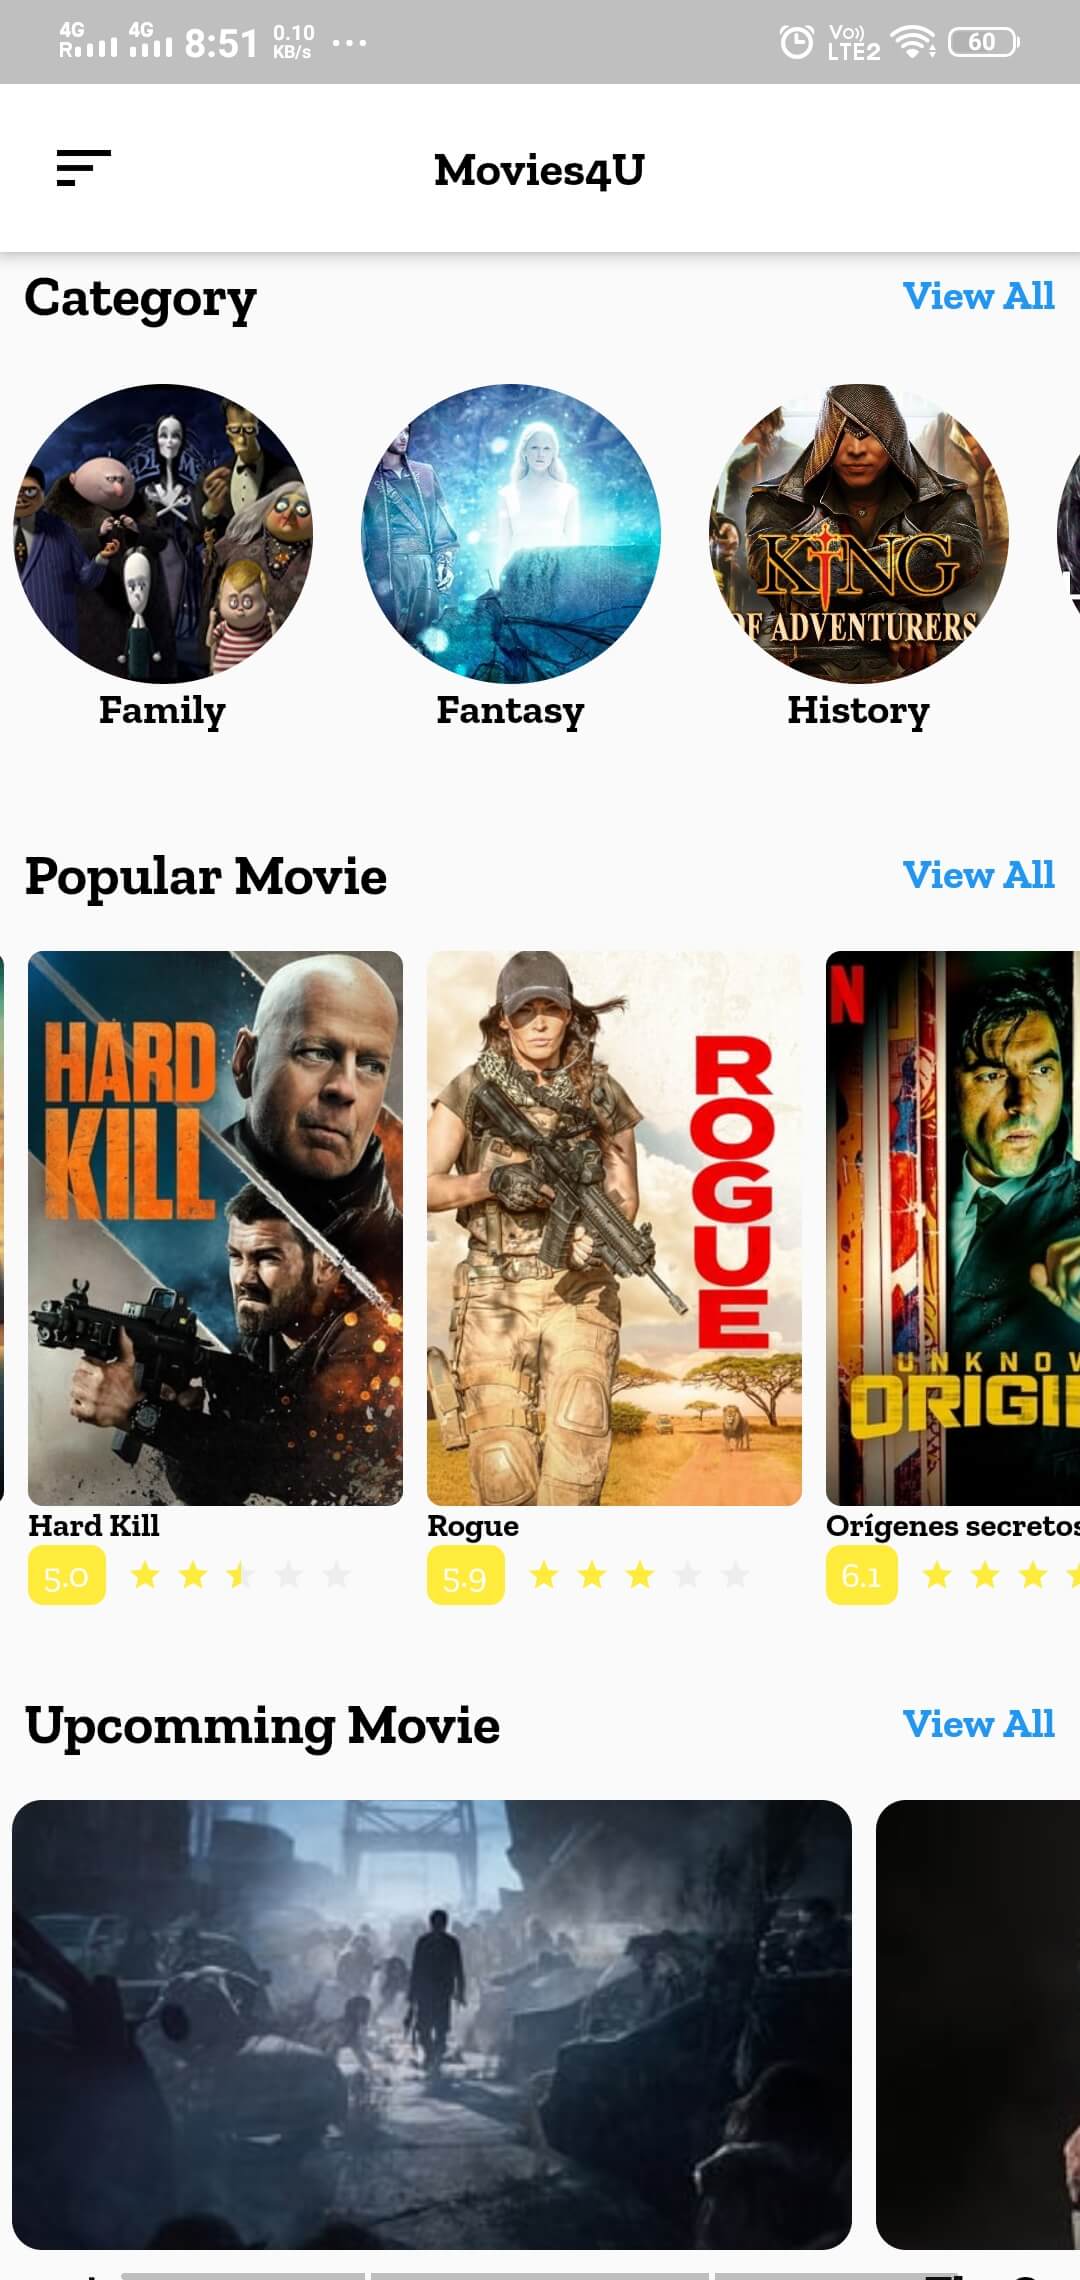 4G 4G 8:51 0.10 KB/s ... Vo)) LTE2 60
R
Movies4U
Category View All
KING
OF ADVENTURERS
Family Fantasy History
Popular Movie View All
HARD
KILL
ROGUE
N
UNKNOW
ORIGI
Hard Kill Rogue Orígenes secretos
5.0 5.9 6.1
Upcomming Movie View All